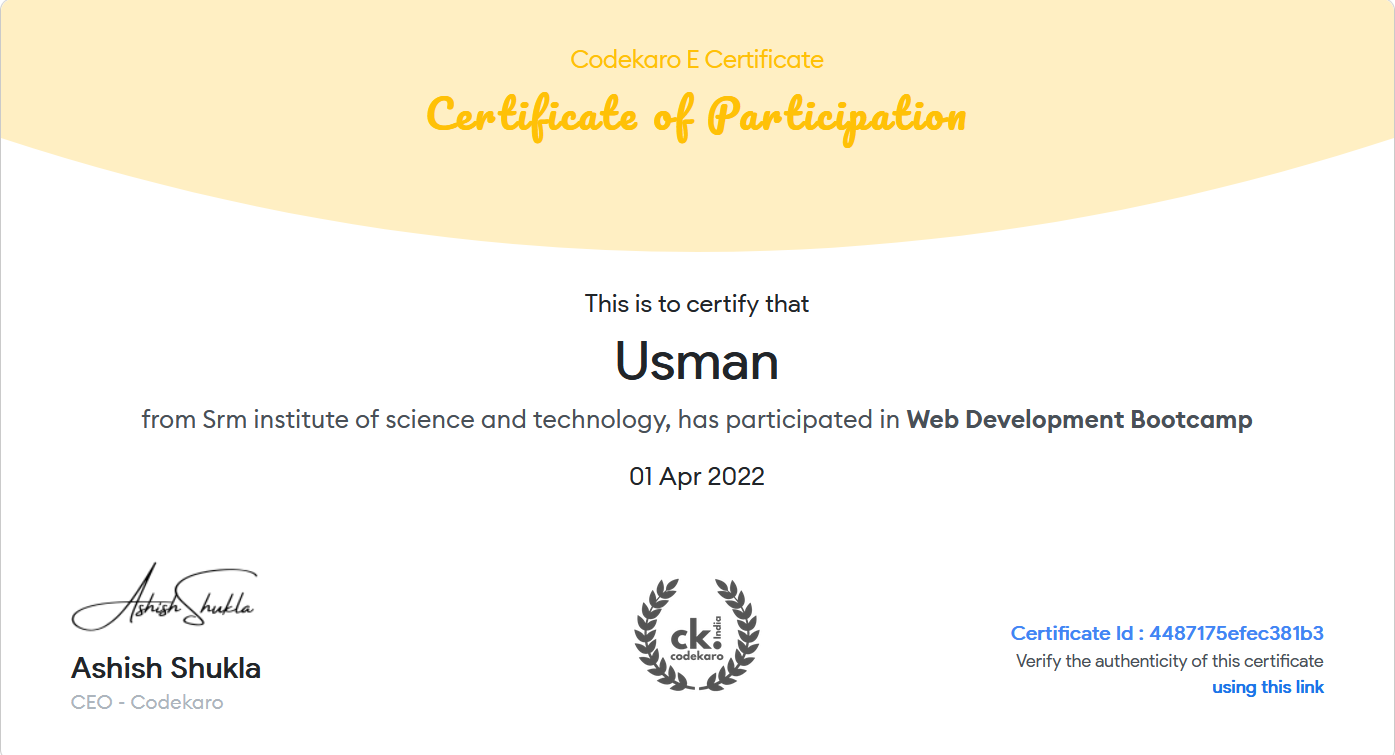 Codekaro E Certificate
Certificate of Participation
This is to certify that
Usman
from Srm institute of science and technology, has participated in Web Development Bootcamp
01 Apr 2022
Ashish Shukla
Ashish Shukla
CEO - Codekaro
ck.
India
codekaro
Certificate Id : 4487175efec381b3
Verify the authenticity of this certificate
using this link